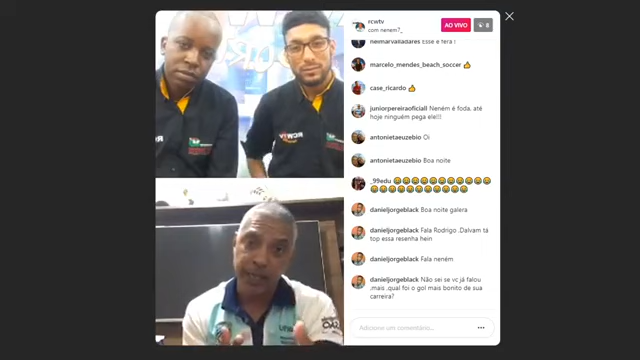 rcwtv
com nenem?_
AO VIVO
8
neimarvalladares Esse é fera !
marcelo_mendes_beach_soccer 👍
case_ricardo 👍
juniorpereiraoficiall Neném é foda, até
hoje ninguém pega ele!!!
antonietaeuzebio Oi
antonietaeuzebio Boa noite
_99edu 😂😂😂😂😂😂😂😂😂😂😂
😂😂😂😂😂😂😂😂😂😂😂
danieljorgeblack Boa noite galera
danieljorgeblack Fala Rodrigo ,Dalvam tá
top essa resenha hein
danieljorgeblack Fala neném
danieljorgeblack Não sei se vc já falou
,mais ,qual foi o gol mais bonito de sua
carreira?
Adicione um comentário...
RCWTV